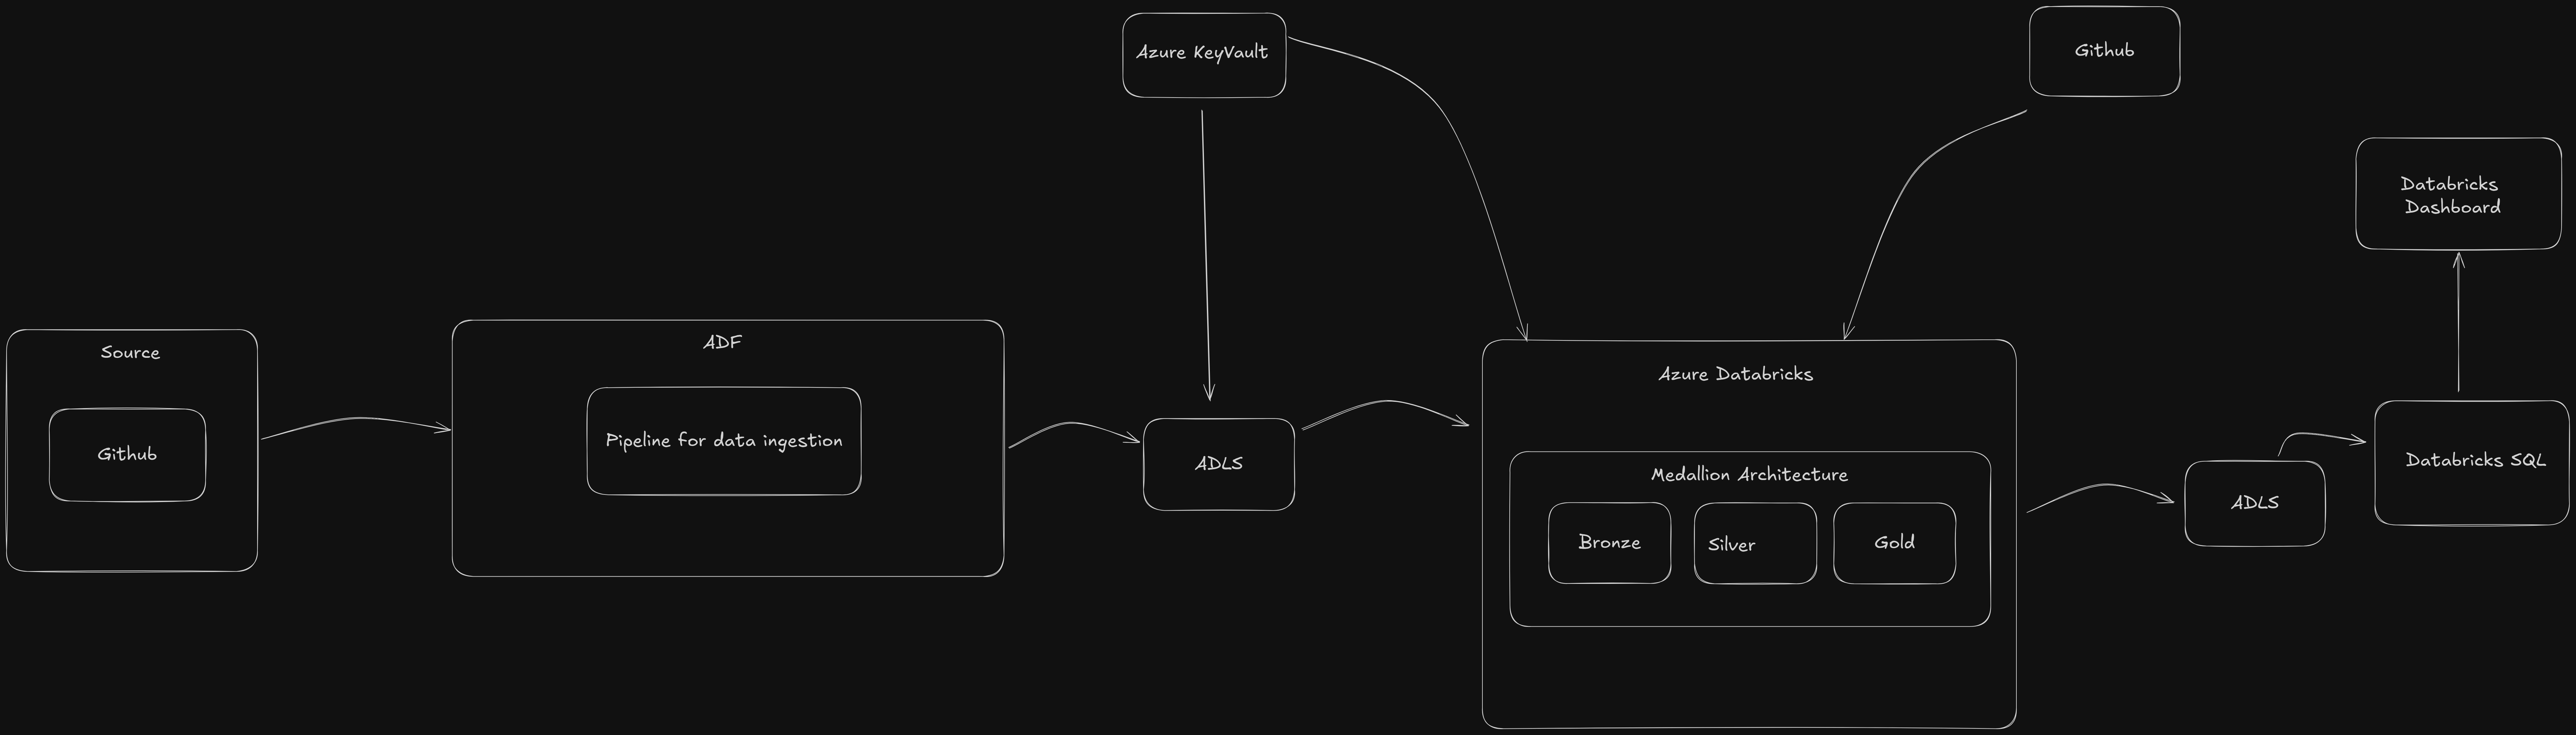 Azure KeyVault
Github
Databricks
Dashboard
Source
Github
ADF
Pipeline for data ingestion
ADLS
Azure Databricks
Medallion Architecture
Bronze
Silver
Gold
ADLS
Databricks SQL